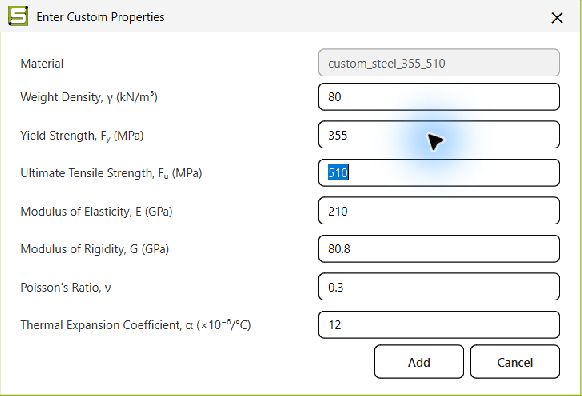 S Enter Custom Properties
Material custom_steel_355_510
Weight Density, γ (kN/m³) 80
Yield Strength, Fᵧ (MPa) 355
Ultimate Tensile Strength, Fᵤ (MPa) 510
Modulus of Elasticity, E (GPa) 210
Modulus of Rigidity, G (GPa) 80.8
Poisson's Ratio, ν 0.3
Thermal Expansion Coefficient, α (×10⁻⁶/°C) 12
Add Cancel